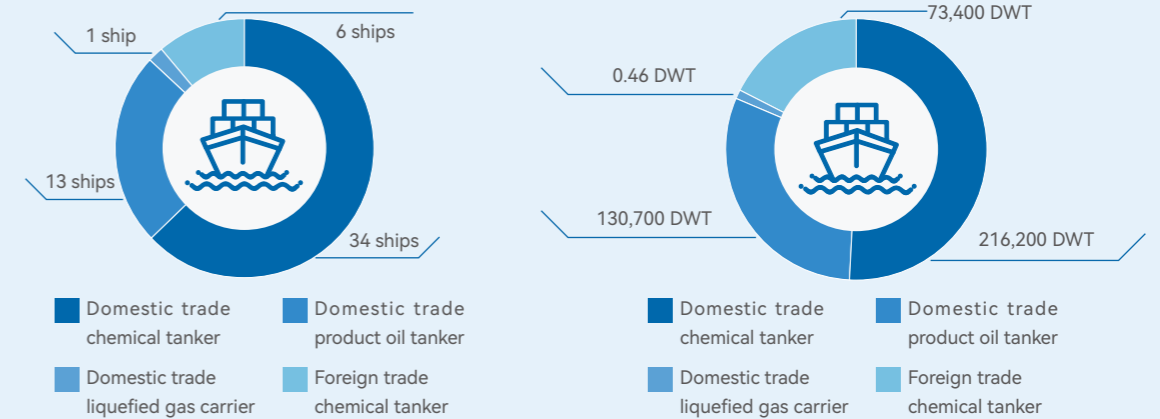 1 ship
6 ships
13 ships
34 ships
Domestic trade
chemical tanker
Domestic trade
product oil tanker
Domestic trade
liquefied gas carrier
Foreign trade
chemical tanker
73,400 DWT
0.46 DWT
130,700 DWT
216,200 DWT
Domestic trade
chemical tanker
Domestic trade
product oil tanker
Domestic trade
liquefied gas carrier
Foreign trade
chemical tanker